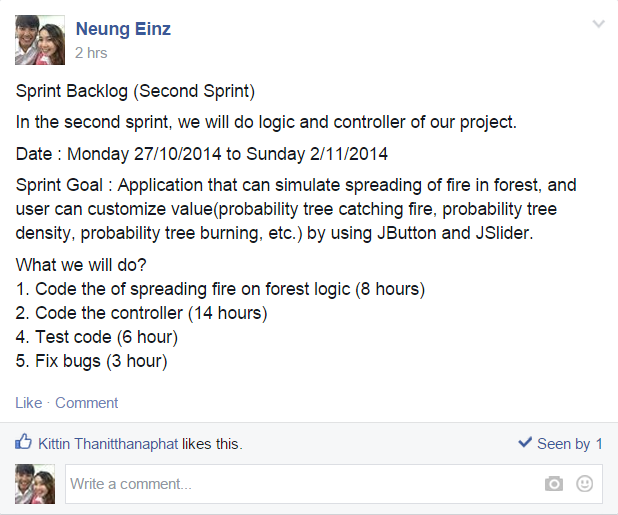 Neung Einz
2 hrs
Sprint Backlog (Second Sprint)
In the second sprint, we will do logic and controller of our project.
Date : Monday 27/10/2014 to Sunday 2/11/2014
Sprint Goal : Application that can simulate spreading of fire in forest, and
user can customize value(probability tree catching fire, probability tree
density, probability tree burning, etc.) by using JButton and JSlider.
What we will do?
1. Code the of spreading fire on forest logic (8 hours)
2. Code the controller (14 hours)
4. Test code (6 hour)
5. Fix bugs (3 hour)
Like · Comment
Kittin Thanitthanaphat likes this. Seen by 1
Write a comment...